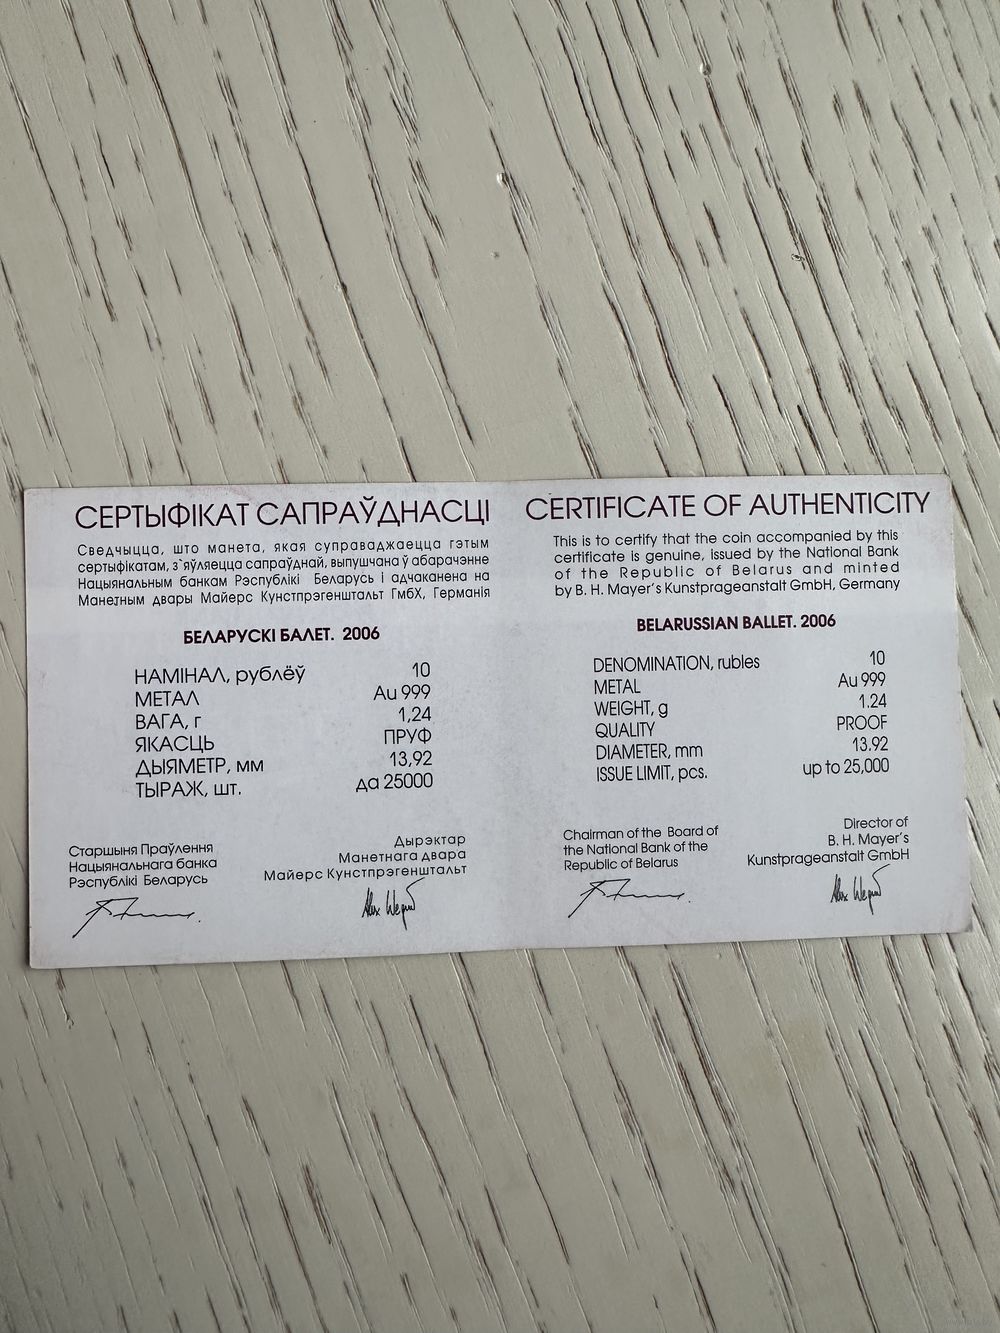 СЕРТЫФІКАТ САПРАЎДНАСЦІ
Сведчыцца, што манета, якая суправаджаецца гэтым
сертыфікатам, з`яўляецца сапраўднай, выпушчана ў абарачэнне
Нацыянальным банкам Рэспублікі Беларусь і адчаканена на
Манетным двары Майерс Кунстпрэгенштальт ГмбХ, Германія
БЕЛАРУСКІ БАЛЕТ. 2006
НАМІНАЛ, рублёў 10
МЕТАЛ Au 999
ВАГА, г 1,24
ЯКАСЦЬ ПРУФ
ДЫЯМЕТР, мм 13,92
ТЫРАЖ, шт. да 25000
Старшыня Праўлення
Нацыянальнага банка
Рэспублікі Беларусь
Дырэктар
Манетнага двара
Майерс Кунстпрэгенштальт
CERTIFICATE OF AUTHENTICITY
This is to certify that the coin accompanied by this
certificate is genuine, issued by the National Bank
of the Republic of Belarus and minted
by B. H. Mayer's Kunstprageanstalt GmbH, Germany
BELARUSSIAN BALLET. 2006
DENOMINATION, rubles 10
METAL Au 999
WEIGHT, g 1.24
QUALITY PROOF
DIAMETER, mm 13.92
ISSUE LIMIT, pcs. up to 25,000
Chairman of the Board of
the National Bank of the
Republic of Belarus
Director of
B. H. Mayer's
Kunstprageanstalt GmbH